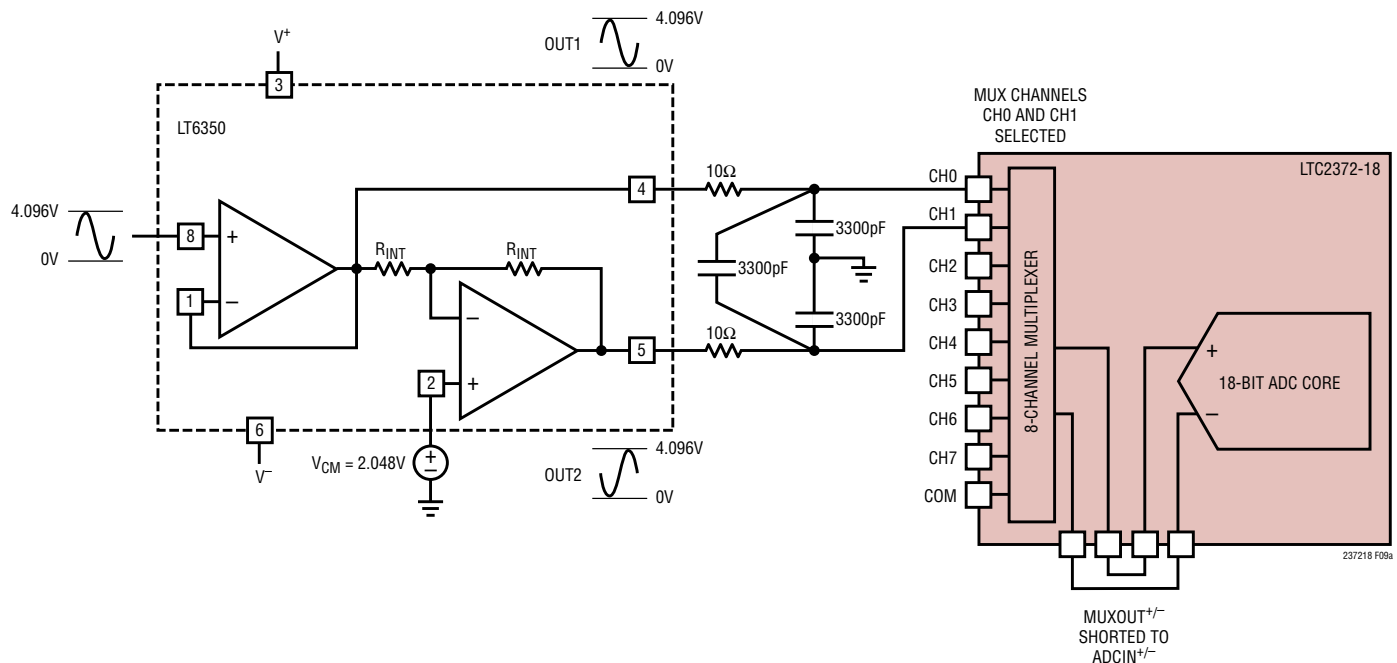 V+
3
OUT1
4.096V
0V
LT6350
MUX CHANNELS
CH0 AND CH1
SELECTED
LTC2372-18
4.096V
0V
8
+
1
–
RINT
RINT
–
2
+
4
5
10Ω
10Ω
3300pF
3300pF
3300pF
CH0
CH1
CH2
CH3
CH4
CH5
CH6
CH7
COM
8-CHANNEL MULTIPLEXER
+
18-BIT ADC CORE
–
6
V–
VCM = 2.048V
+
–
OUT2
4.096V
0V
237218 F09a
MUXOUT+/–
SHORTED TO
ADCIN+/–